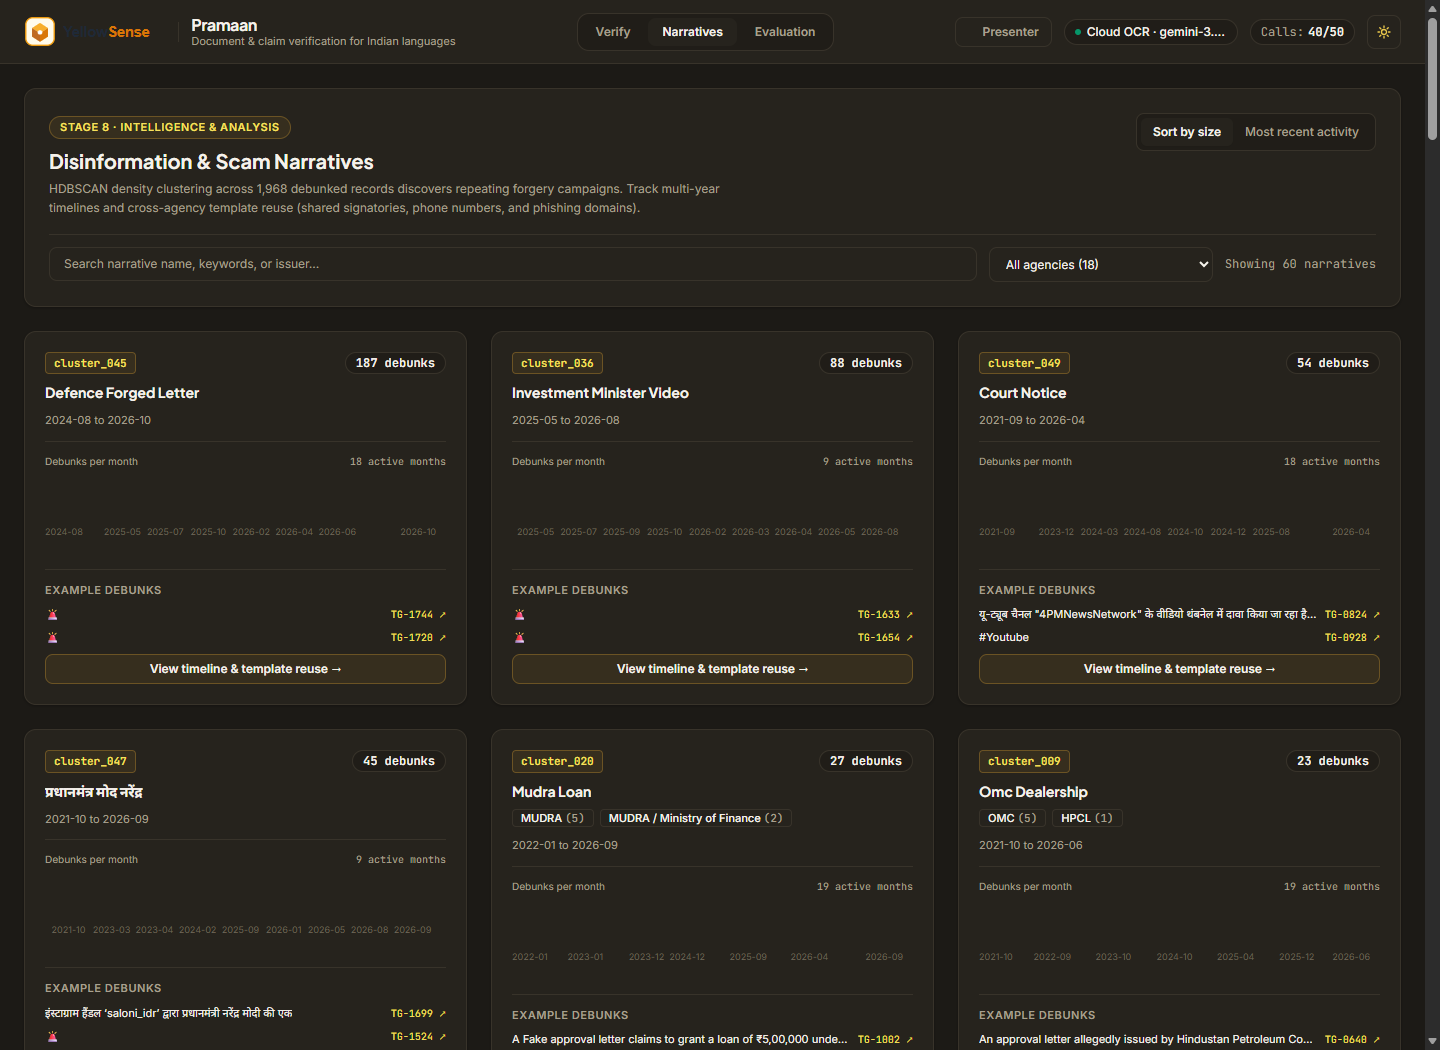 YellowSense
Pramaan
Document & claim verification for Indian languages
Verify Narratives Evaluation
Presenter
Cloud OCR · gemini-3....
Calls: 40/50
STAGE 8 · INTELLIGENCE & ANALYSIS
Sort by size Most recent activity
Disinformation & Scam Narratives
HDBSCAN density clustering across 1,968 debunked records discovers repeating forgery campaigns. Track multi-year
timelines and cross-agency template reuse (shared signatories, phone numbers, and phishing domains).
Search narrative name, keywords, or issuer...
All agencies (18)
Showing 60 narratives
cluster_045 187 debunks
Defence Forged Letter
2024-08 to 2026-10
Debunks per month 18 active months
2024-08 2025-05 2025-07 2025-10 2026-02 2026-04 2026-06 2026-10
EXAMPLE DEBUNKS
🚨 TG-1744 ↗
🚨 TG-1720 ↗
View timeline & template reuse →
cluster_036 88 debunks
Investment Minister Video
2025-05 to 2026-08
Debunks per month 9 active months
2025-05 2025-07 2025-09 2025-10 2026-02 2026-03 2026-04 2026-05 2026-08
EXAMPLE DEBUNKS
🚨 TG-1633 ↗
🚨 TG-1654 ↗
View timeline & template reuse →
cluster_049 54 debunks
Court Notice
2021-09 to 2026-04
Debunks per month 18 active months
2021-09 2023-12 2024-03 2024-08 2024-10 2024-12 2025-08 2026-04
EXAMPLE DEBUNKS
यू-ट्यूब चैनल "4PMNewsNetwork" के वीडियो थंबनेल में दावा किया जा रहा है... TG-0824 ↗
#Youtube TG-0928 ↗
View timeline & template reuse →
cluster_047 45 debunks
प्रधानमंत्र मोद नरेंद्र
2021-10 to 2026-09
Debunks per month 9 active months
2021-10 2023-03 2023-04 2024-02 2025-09 2026-01 2026-05 2026-08 2026-09
EXAMPLE DEBUNKS
इंस्टाग्राम हैंडल ‘saloni_idr’ द्वारा प्रधानमंत्री नरेंद्र मोदी की एक TG-1699 ↗
🚨 TG-1524 ↗
cluster_020 27 debunks
Mudra Loan
MUDRA (5) MUDRA / Ministry of Finance (2)
2022-01 to 2026-09
Debunks per month 19 active months
2022-01 2023-01 2023-12 2024-12 2025-09 2026-04 2026-09
EXAMPLE DEBUNKS
A Fake approval letter claims to grant a loan of ₹5,00,000 unde... TG-1002 ↗
cluster_009 23 debunks
Omc Dealership
OMC (5) HPCL (1)
2021-10 to 2026-06
Debunks per month 19 active months
2021-10 2022-09 2023-10 2024-10 2025-04 2025-12 2026-06
EXAMPLE DEBUNKS
An approval letter allegedly issued by Hindustan Petroleum Co... TG-0640 ↗